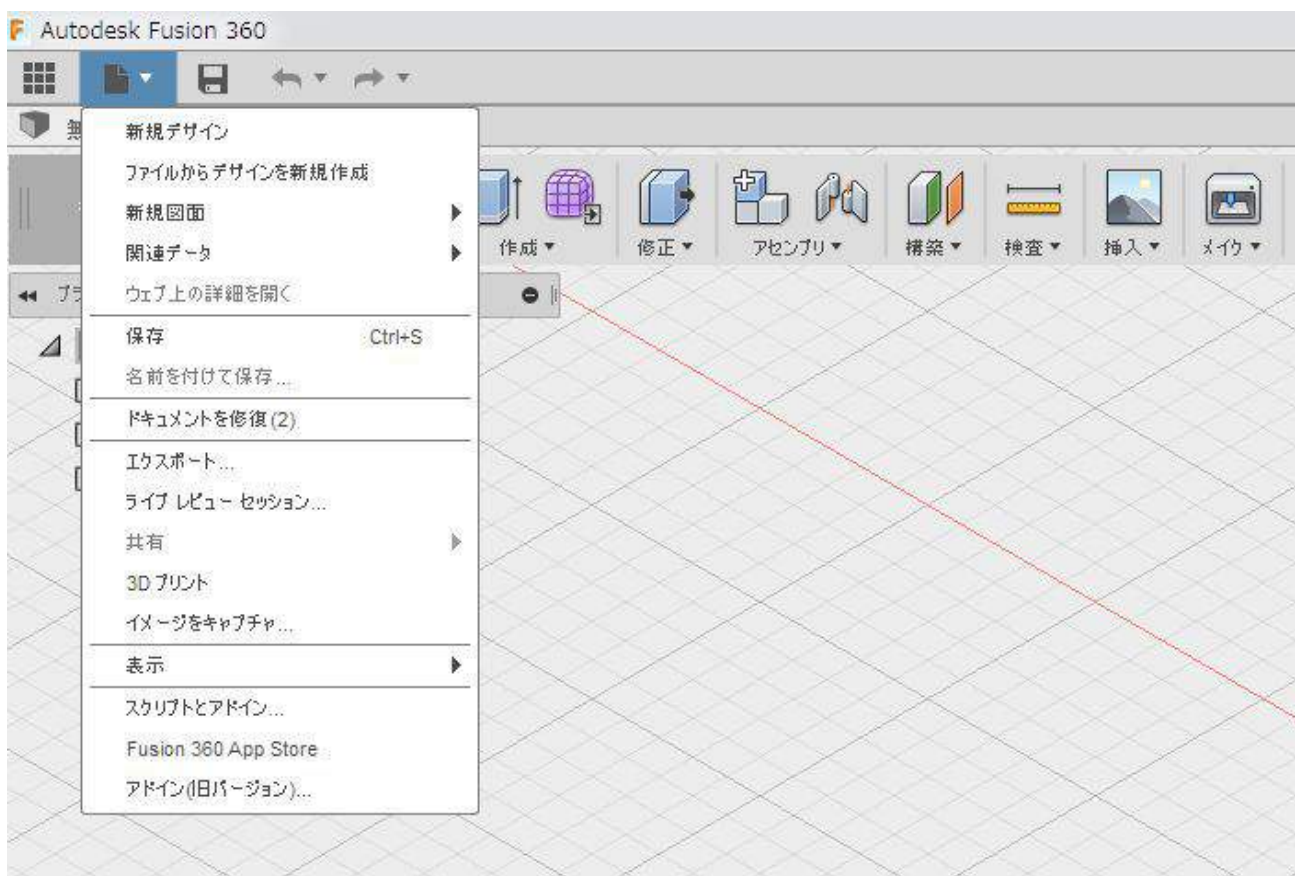 Autodesk Fusion 360
無
新規デザイン
ファイルからデザインを新規作成
新規図面
関連データ
ウェブ上の詳細を開く
保存 Ctrl+S
名前を付けて保存...
ドキュメントを修復(2)
エクスポート...
ライブ レビュー セッション...
共有
3D プリント
イメージをキャプチャ...
表示
スクリプトとアドイン...
Fusion 360 App Store
アドイン(旧バージョン)...
作成 修正 アセンブリ 構築 検査 挿入 メイク
ブラ